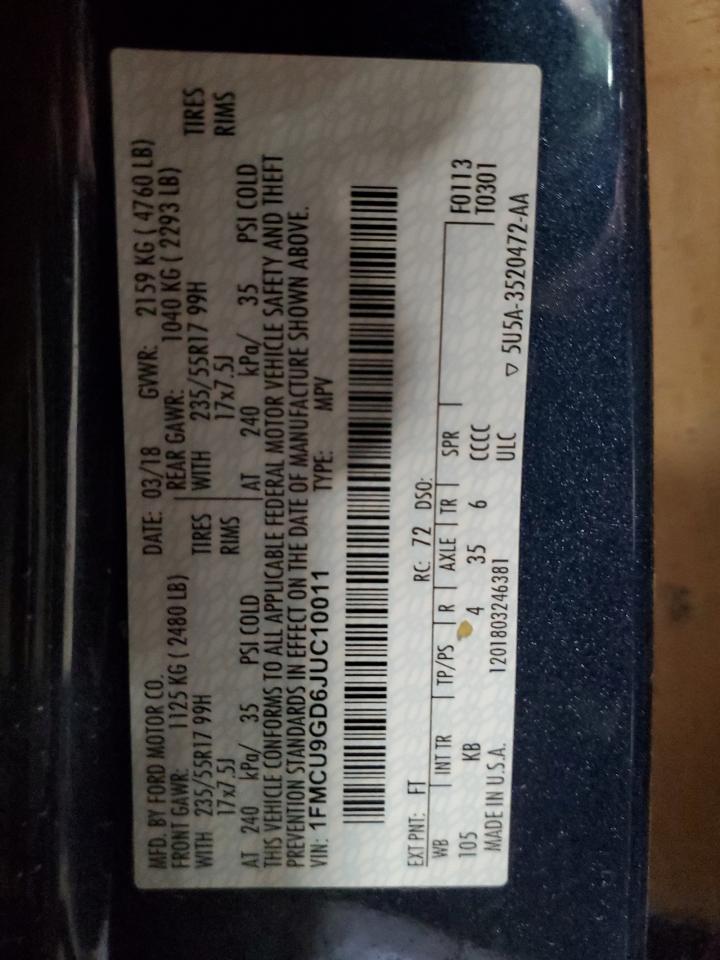 MFD. BY FORD MOTOR CO.
DATE: 03/18 GVWR: 2159 KG ( 4760 LB)
FRONT GAWR: 1125 KG ( 2480 LB) REAR GAWR: 1040 KG ( 2293 LB)
WITH 235/55R17 99H TIRES WITH 235/55R17 99H TIRES
17x7.5J RIMS 17x7.5J RIMS
AT 240 kPa/ 35 PSI COLD AT 240 kPa/ 35 PSI COLD
THIS VEHICLE CONFORMS TO ALL APPLICABLE FEDERAL MOTOR VEHICLE SAFETY AND THEFT
PREVENTION STANDARDS IN EFFECT ON THE DATE OF MANUFACTURE SHOWN ABOVE.
VIN: 1FMCU9GD6JUC10011 TYPE: MPV
EXT PNT: FT RC: 72 DSO: F0113
WB INT TR TP/PS R AXLE TR SPR T0301
105 KB 4 35 6 CCCC
MADE IN U.S.A. 1201803246381 ULC ▽ 5U5A-3520472-AA